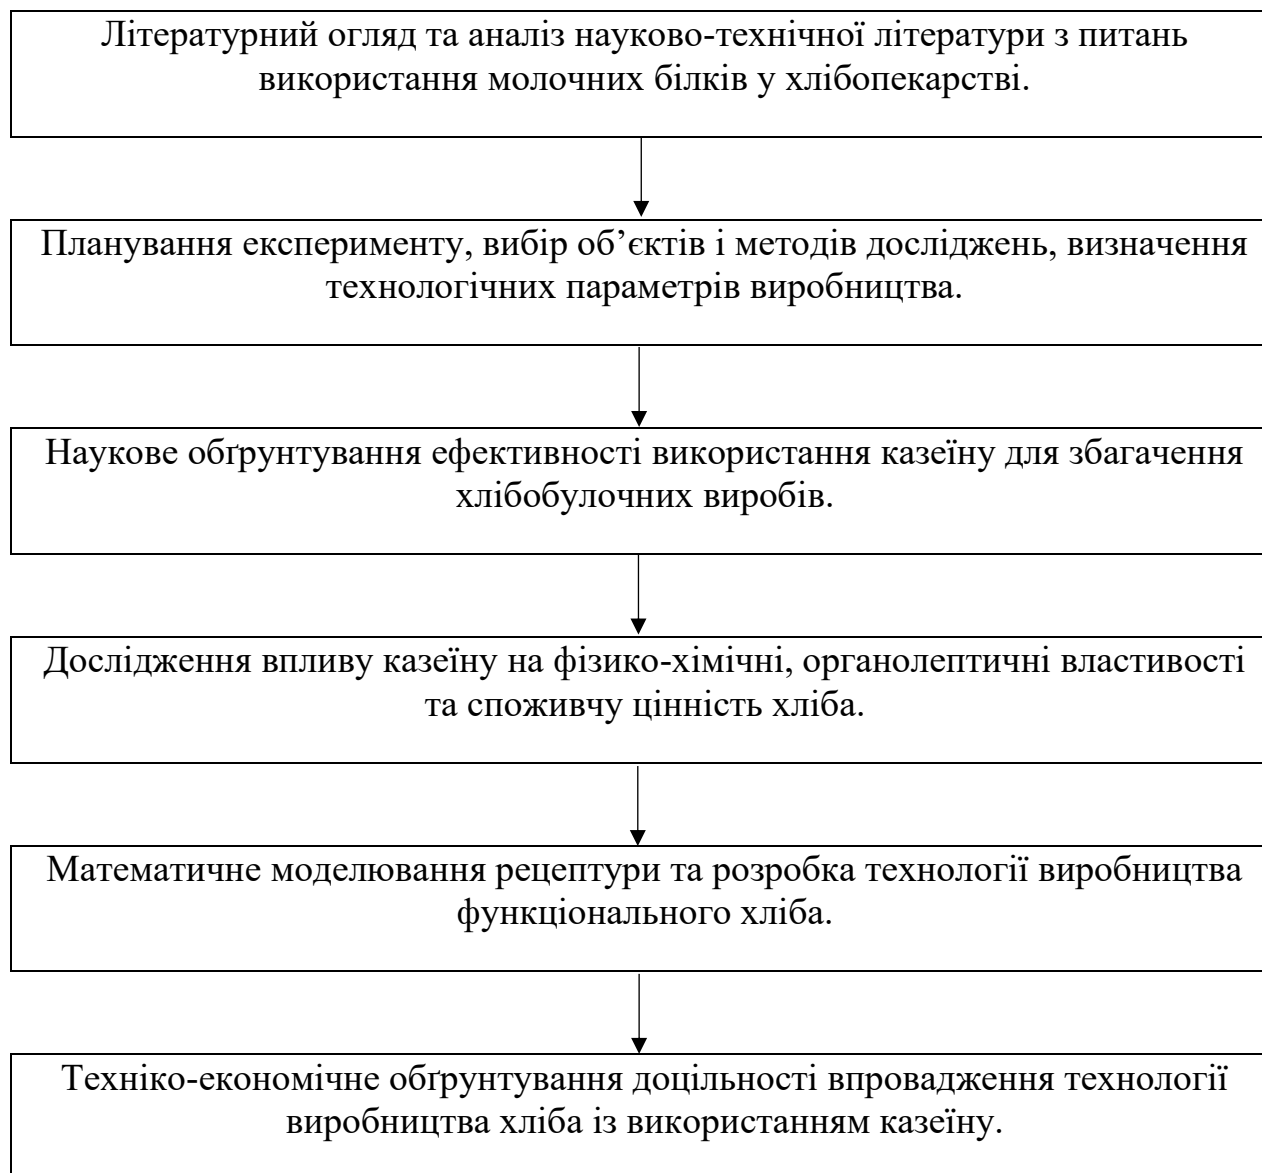 Літературний огляд та аналіз науково-технічної літератури з питань
використання молочних білків у хлібопекарстві.
Планування експерименту, вибір об’єктів і методів досліджень, визначення
технологічних параметрів виробництва.
Наукове обґрунтування ефективності використання казеїну для збагачення
хлібобулочних виробів.
Дослідження впливу казеїну на фізико-хімічні, органолептичні властивості
та споживчу цінність хліба.
Математичне моделювання рецептури та розробка технології виробництва
функціонального хліба.
Техніко-економічне обґрунтування доцільності впровадження технології
виробництва хліба із використанням казеїну.